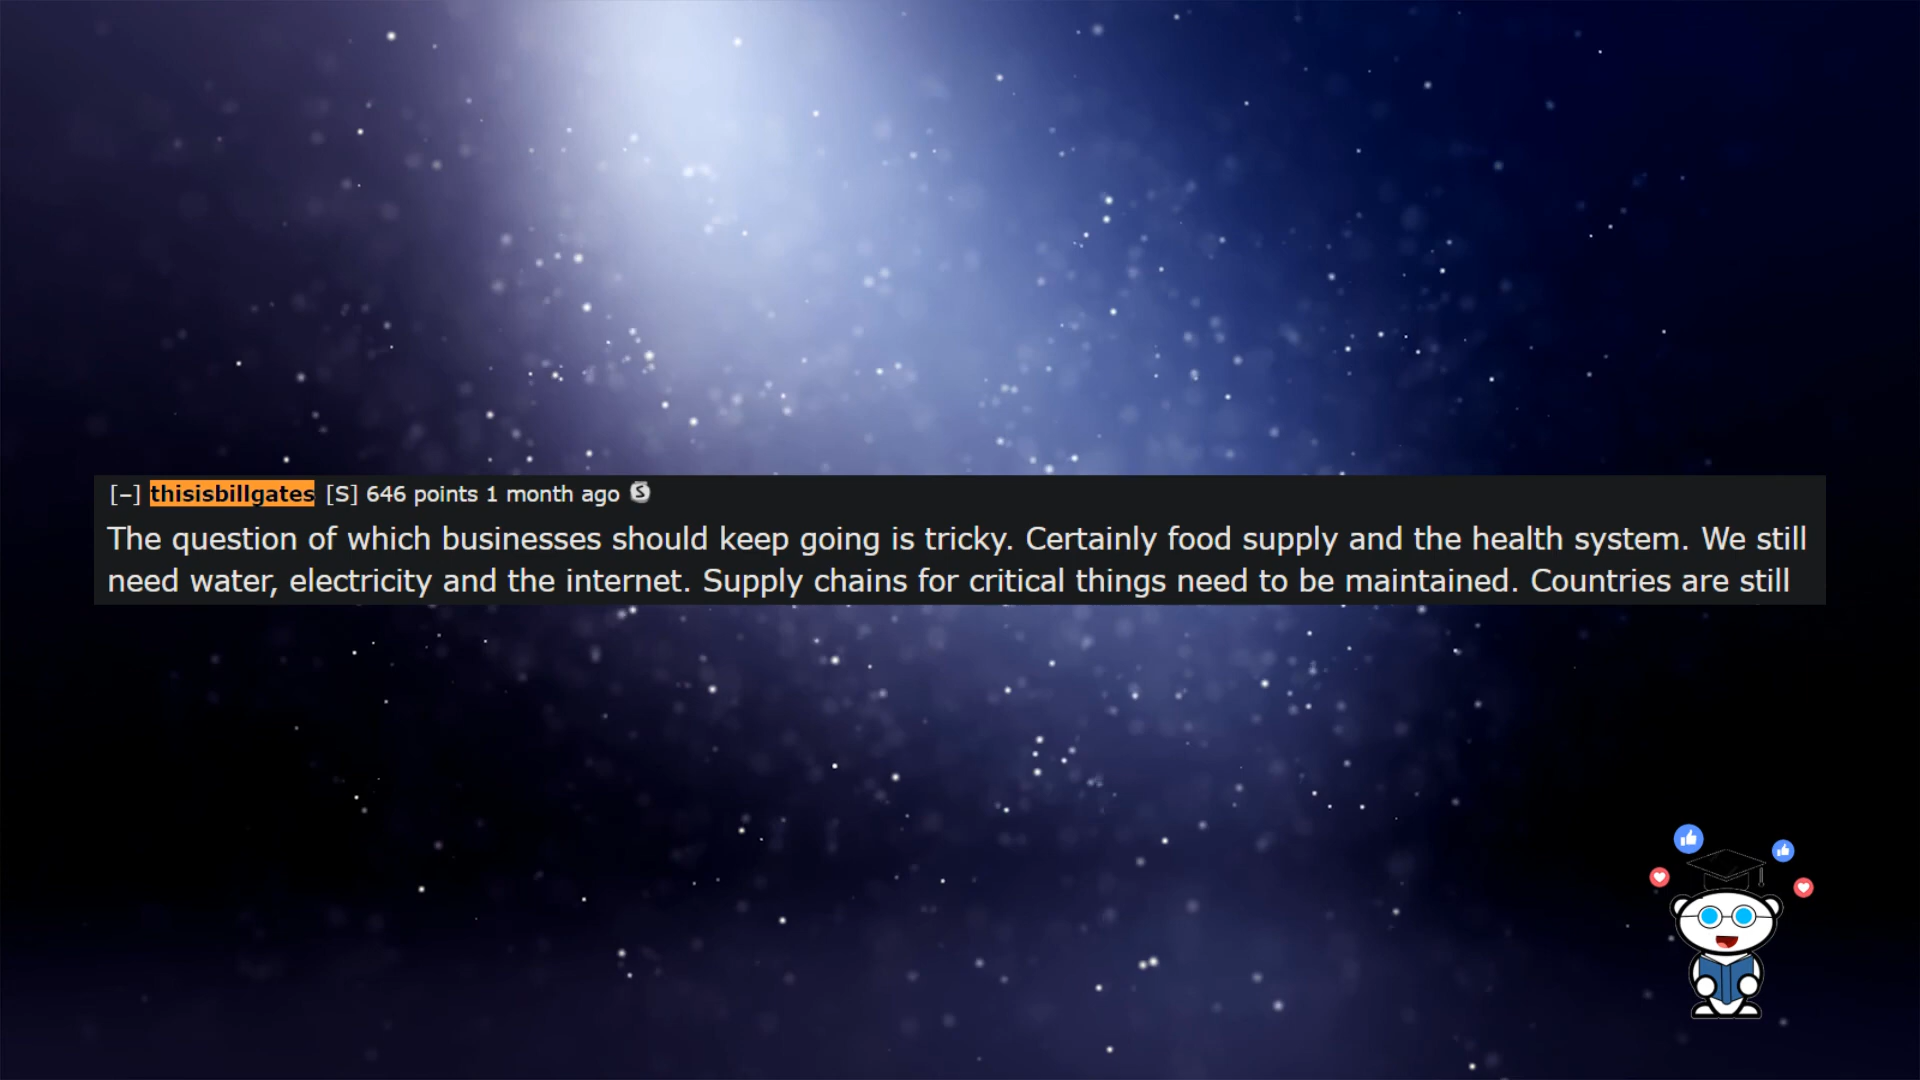 [–] thisisbillgates [S] 646 points 1 month ago S
The question of which businesses should keep going is tricky. Certainly food supply and the health system. We still
need water, electricity and the internet. Supply chains for critical things need to be maintained. Countries are still